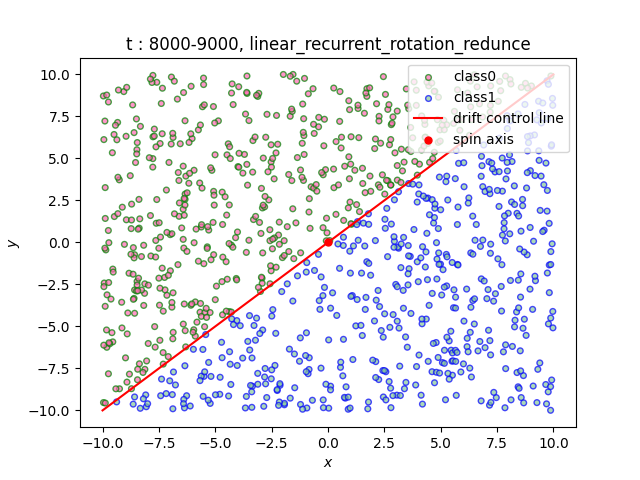 t : 8000-9000, linear_recurrent_rotation_redunce
class0
class1
drift control line
spin axis
10.0
7.5
5.0
2.5
0.0
−2.5
−5.0
−7.5
−10.0
y
−10.0 −7.5 −5.0 −2.5 0.0 2.5 5.0 7.5 10.0
x